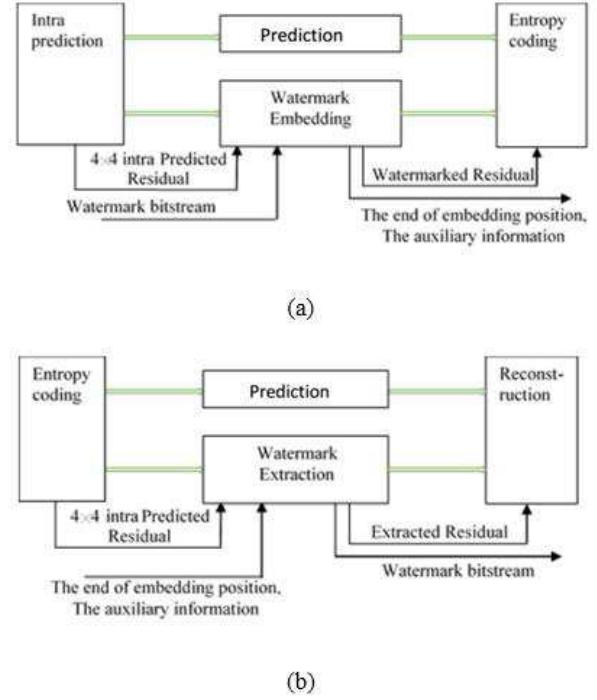 Intra
prediction
Prediction
Entropy
coding
Watermark
Embedding
4×4 intra Predicted
Residual
Watermark bitstream
Watermarked Residual
The end of embedding position,
The auxiliary information
(a)
Entropy
coding
Prediction
Reconst-
ruction
Watermark
Extraction
4×4 intra Predicted
Residual
Extracted Residual
Watermark bitstream
The end of embedding position,
The auxiliary information
(b)